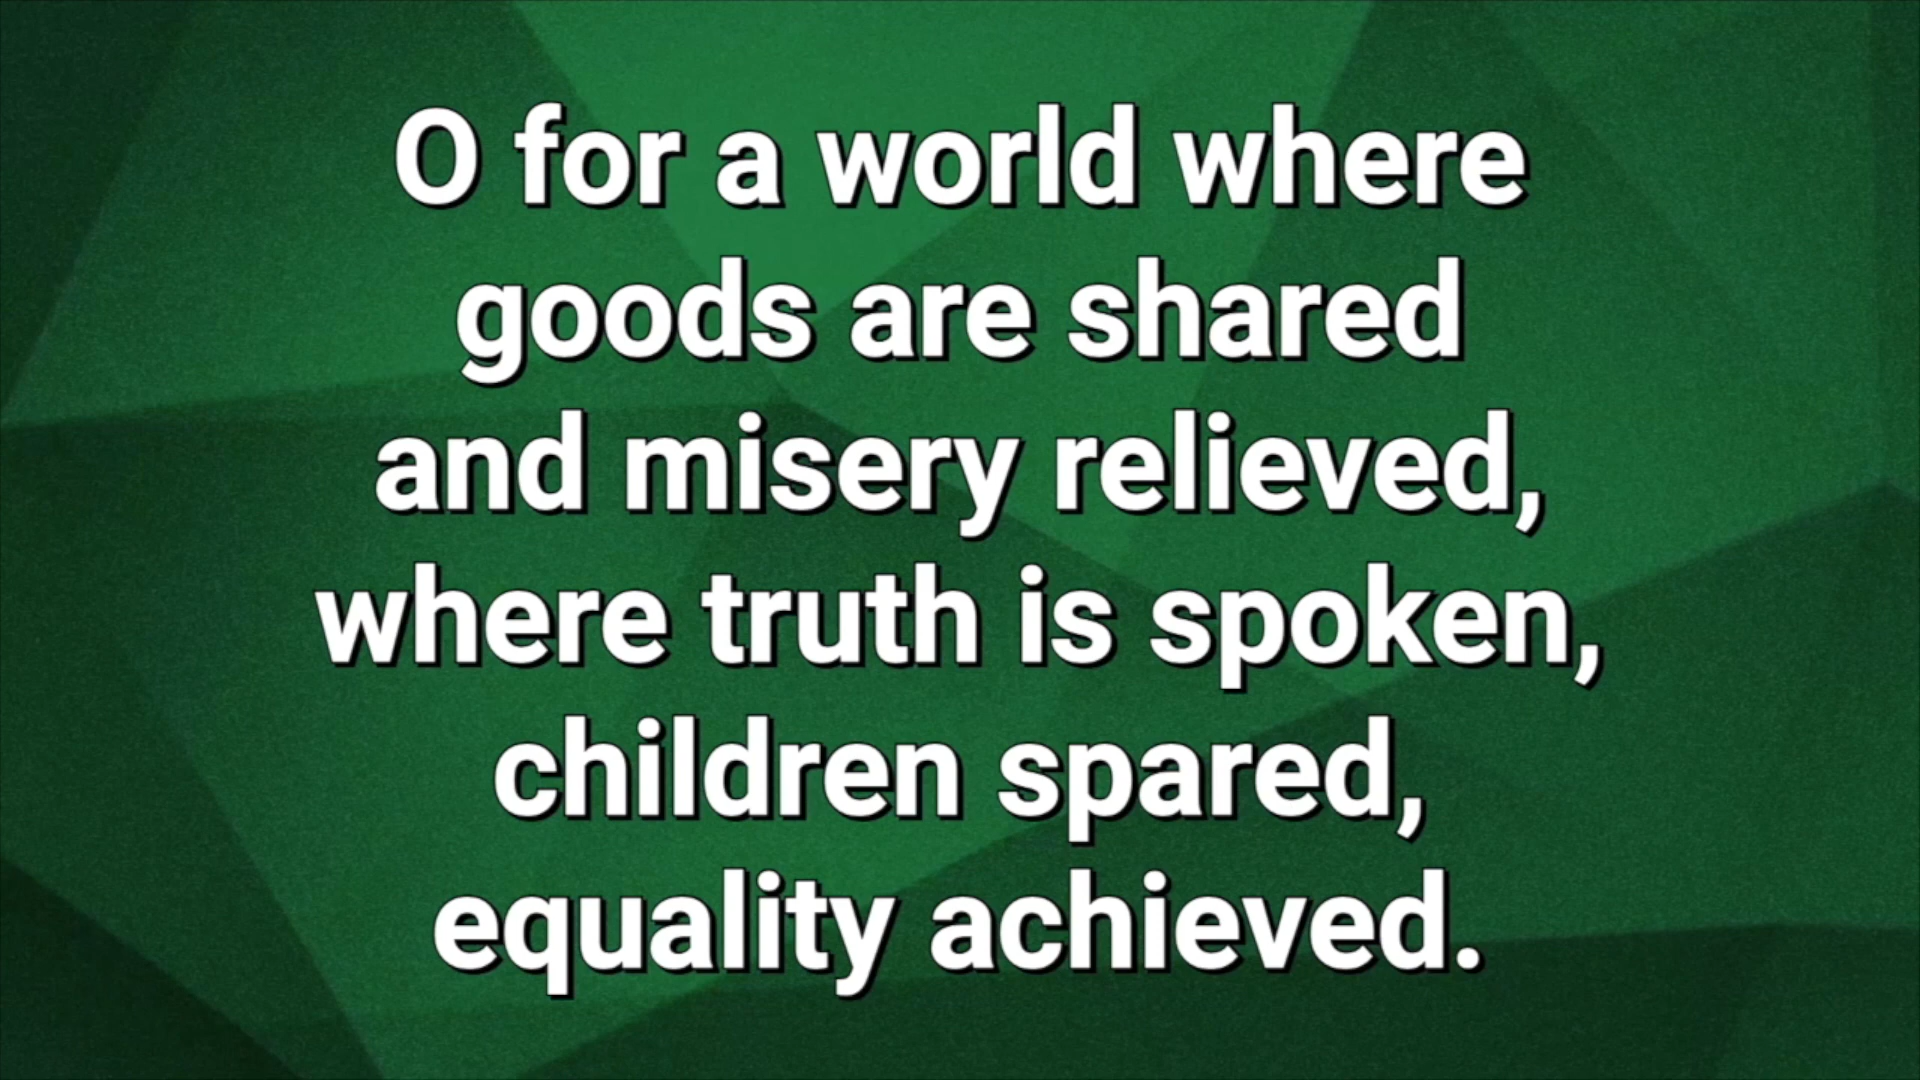 O for a world where
goods are shared
and misery relieved,
where truth is spoken,
children spared,
equality achieved.